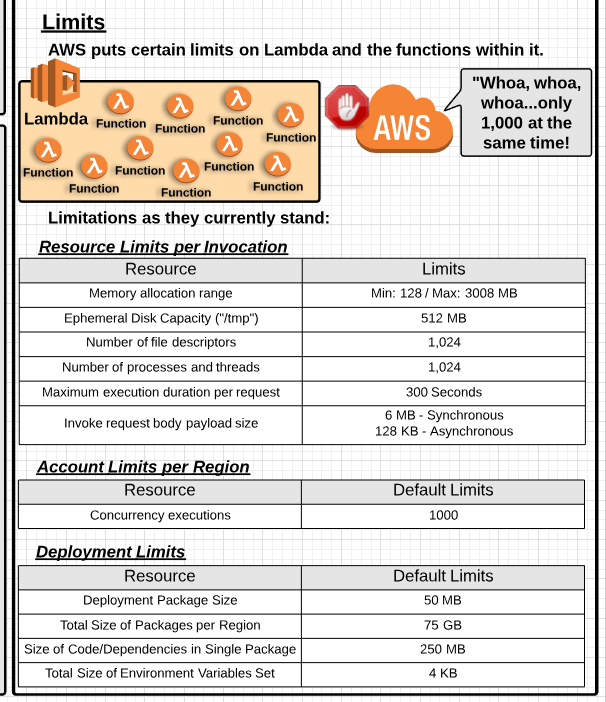 Limits
AWS puts certain limits on Lambda and the functions within it.
Lambda
λ
Function
λ
Function
λ
Function
λ
Function
λ
Function
λ
Function
λ
Function
λ
Function
λ
Function
λ
Function
AWS
"Whoa, whoa,
whoa...only
1,000 at the
same time!
Limitations as they currently stand:
Resource Limits per Invocation
Resource Limits
Memory allocation range Min: 128 / Max: 3008 MB
Ephemeral Disk Capacity ("/tmp") 512 MB
Number of file descriptors 1,024
Number of processes and threads 1,024
Maximum execution duration per request 300 Seconds
Invoke request body payload size 6 MB - Synchronous
128 KB - Asynchronous
Account Limits per Region
Resource Default Limits
Concurrency executions 1000
Deployment Limits
Resource Default Limits
Deployment Package Size 50 MB
Total Size of Packages per Region 75 GB
Size of Code/Dependencies in Single Package 250 MB
Total Size of Environment Variables Set 4 KB